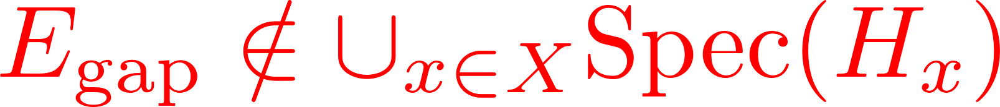 E_gap ∉ ∪_{x∈X} Spec(H_x)